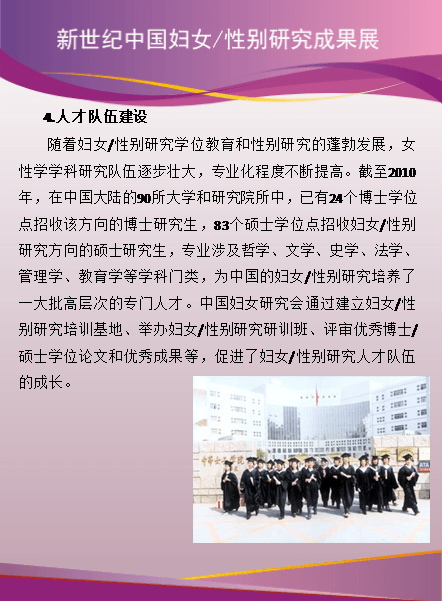 新世纪中国妇女/性别研究成果展
4.人才队伍建设
随着妇女/性别研究学位教育和性别研究的蓬勃发展，女
性学学科研究队伍逐步壮大，专业化程度不断提高。截至2010
年，在中国大陆的90所大学和研究院所中，已有24个博士学位
点招收该方向的博士研究生，83个硕士学位点招收妇女/性别
研究方向的硕士研究生，专业涉及哲学、文学、史学、法学、
管理学、教育学等学科门类，为中国的妇女/性别研究培养了
一大批高层次的专门人才。中国妇女研究会通过建立妇女/性
别研究培训基地、举办妇女/性别研究研训班、评审优秀博士/
硕士学位论文和优秀成果等，促进了妇女/性别研究人才队伍
的成长。